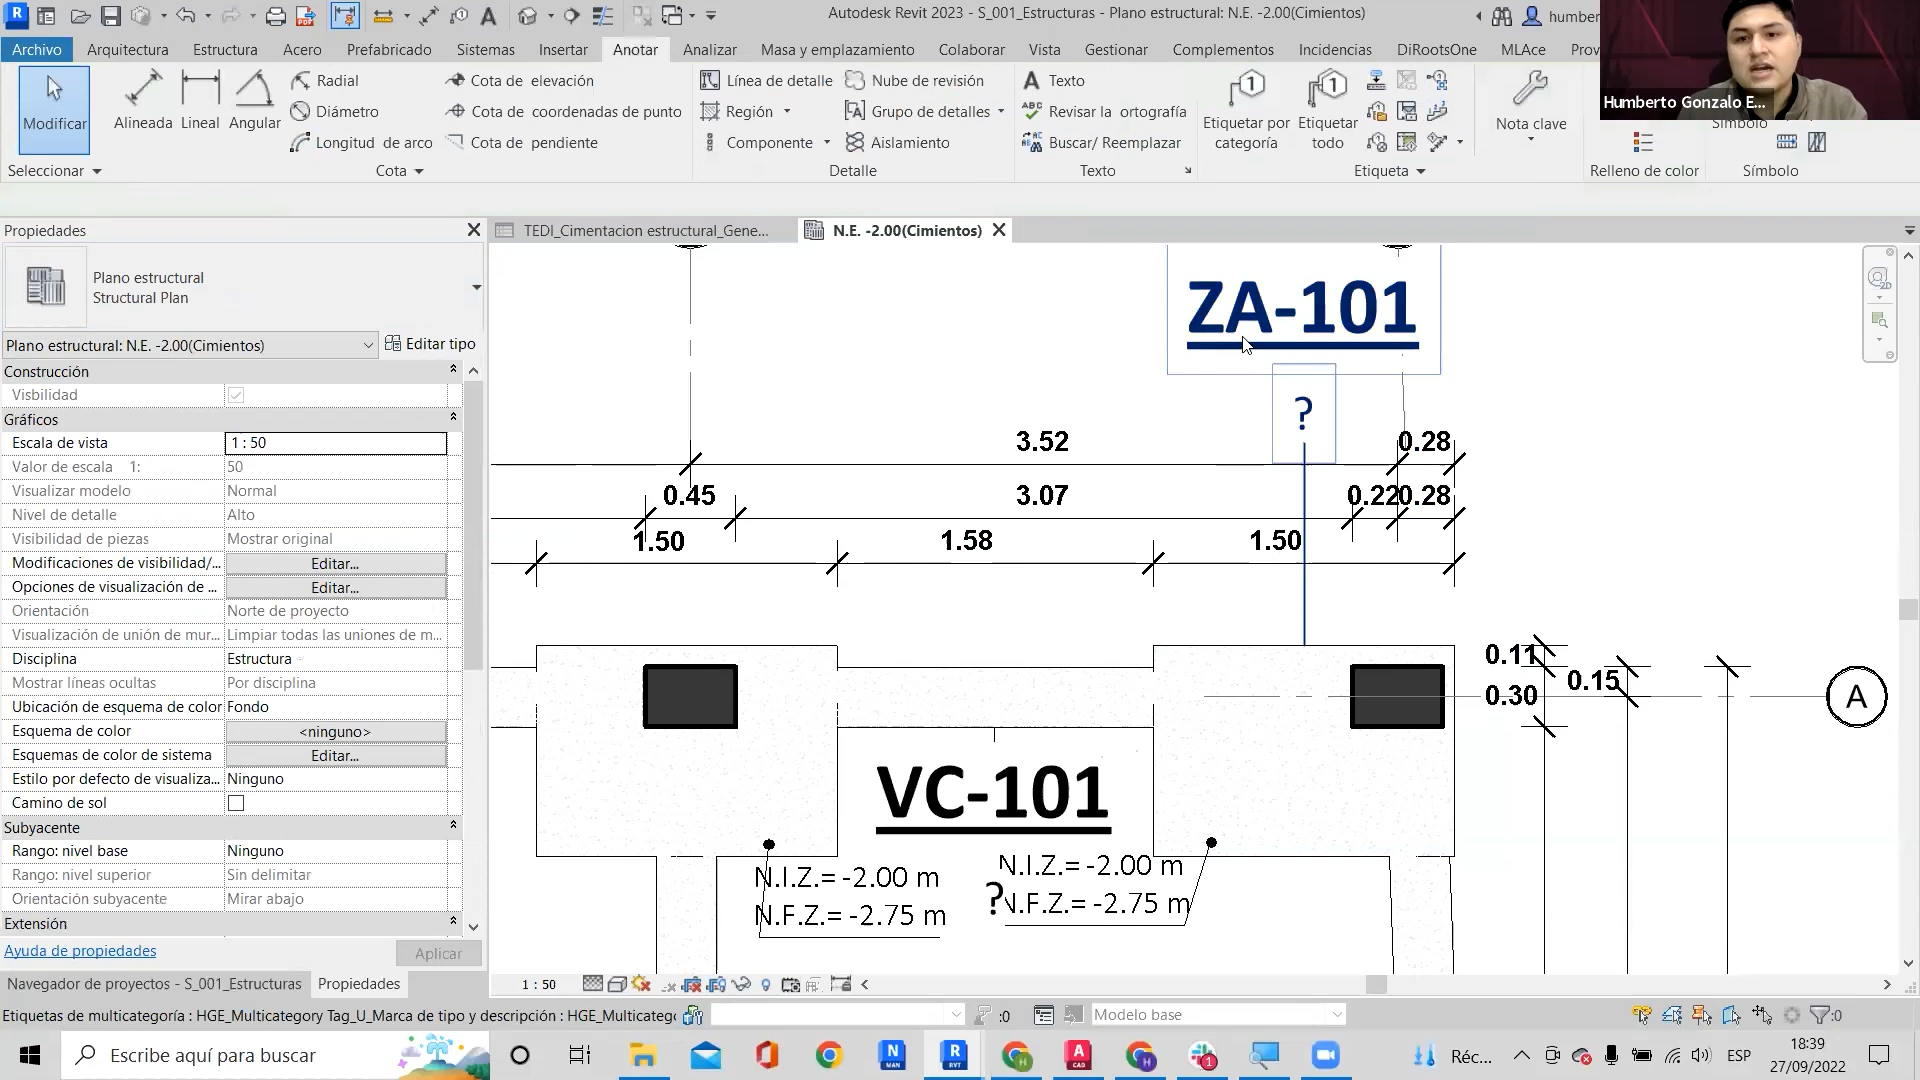 Autodesk Revit 2023 - S_001_Estructuras - Plano estructural: N.E. -2.00(Cimientos)
humber
Archivo Arquitectura Estructura Acero Prefabricado Sistemas Insertar Anotar Analizar Masa y emplazamiento Colaborar Vista Gestionar Complementos Incidencias DiRootsOne MLAce Prov
Humberto Gonzalo E...
Modificar
Alineada Lineal Angular
Radial
Diámetro
Longitud de arco
Cota de elevación
Cota de coordenadas de punto
Cota de pendiente
Línea de detalle
Región
Componente
Nube de revisión
Grupo de detalles
Aislamiento
Texto
Revisar la ortografía
Buscar/ Reemplazar
Etiquetar por categoría
Etiquetar todo
Nota clave
Símbolo
Seleccionar Cota Detalle Texto Etiqueta Relleno de color Símbolo
Propiedades
TEDI_Cimentacion estructural_Gene...
N.E. -2.00(Cimientos)
Plano estructural
Structural Plan
Plano estructural: N.E. -2.00(Cimientos) Editar tipo
Construcción
Visbilidad
Gráficos
Escala de vista 1 : 50
Valor de escala 1: 50
Visualizar modelo Normal
Nivel de detalle Alto
Visibilidad de piezas Mostrar original
Modificaciones de visibilidad/... Editar...
Opciones de visualización de ... Editar...
Orientación Norte de proyecto
Visualización de unión de mur... Limpiar todas las uniones de m...
Disciplina Estructura
Mostrar líneas ocultas Por disciplina
Ubicación de esquema de color Fondo
Esquema de color <ninguno>
Esquemas de color de sistema Editar...
Estilo por defecto de visualiza... Ninguno
Camino de sol
Subyacente
Rango: nivel base Ninguno
Rango: nivel superior Sin delimitar
Orientación subyacente Mirar abajo
Extensión
Ayuda de propiedades Aplicar
Navegador de proyectos - S_001_Estructuras Propiedades
ZA-101
?
3.52 0.28
0.45 3.07 0.22 0.28
1.50 1.58 1.50
0.11
0.15
0.30
A
VC-101
N.I.Z.= -2.00 m
N.F.Z.= -2.75 m
?
N.I.Z.= -2.00 m
N.F.Z.= -2.75 m
1 : 50
Etiquetas de multicategoría : HGE_Multicategory Tag_U_Marca de tipo y descripción : HGE_Multicateg
:0
Modelo base
:0
Escribe aquí para buscar
Réc...
ESP
18:39
27/09/2022